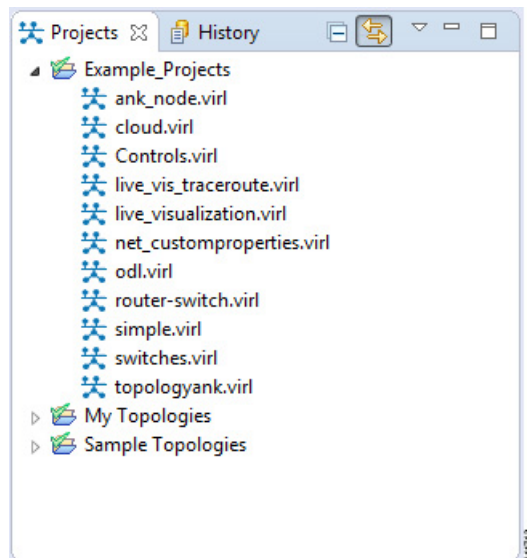 Projects History
Example_Projects
ank_node.virl
cloud.virl
Controls.virl
live_vis_traceroute.virl
live_visualization.virl
net_customproperties.virl
odl.virl
router-switch.virl
simple.virl
switches.virl
topologyank.virl
My Topologies
Sample Topologies